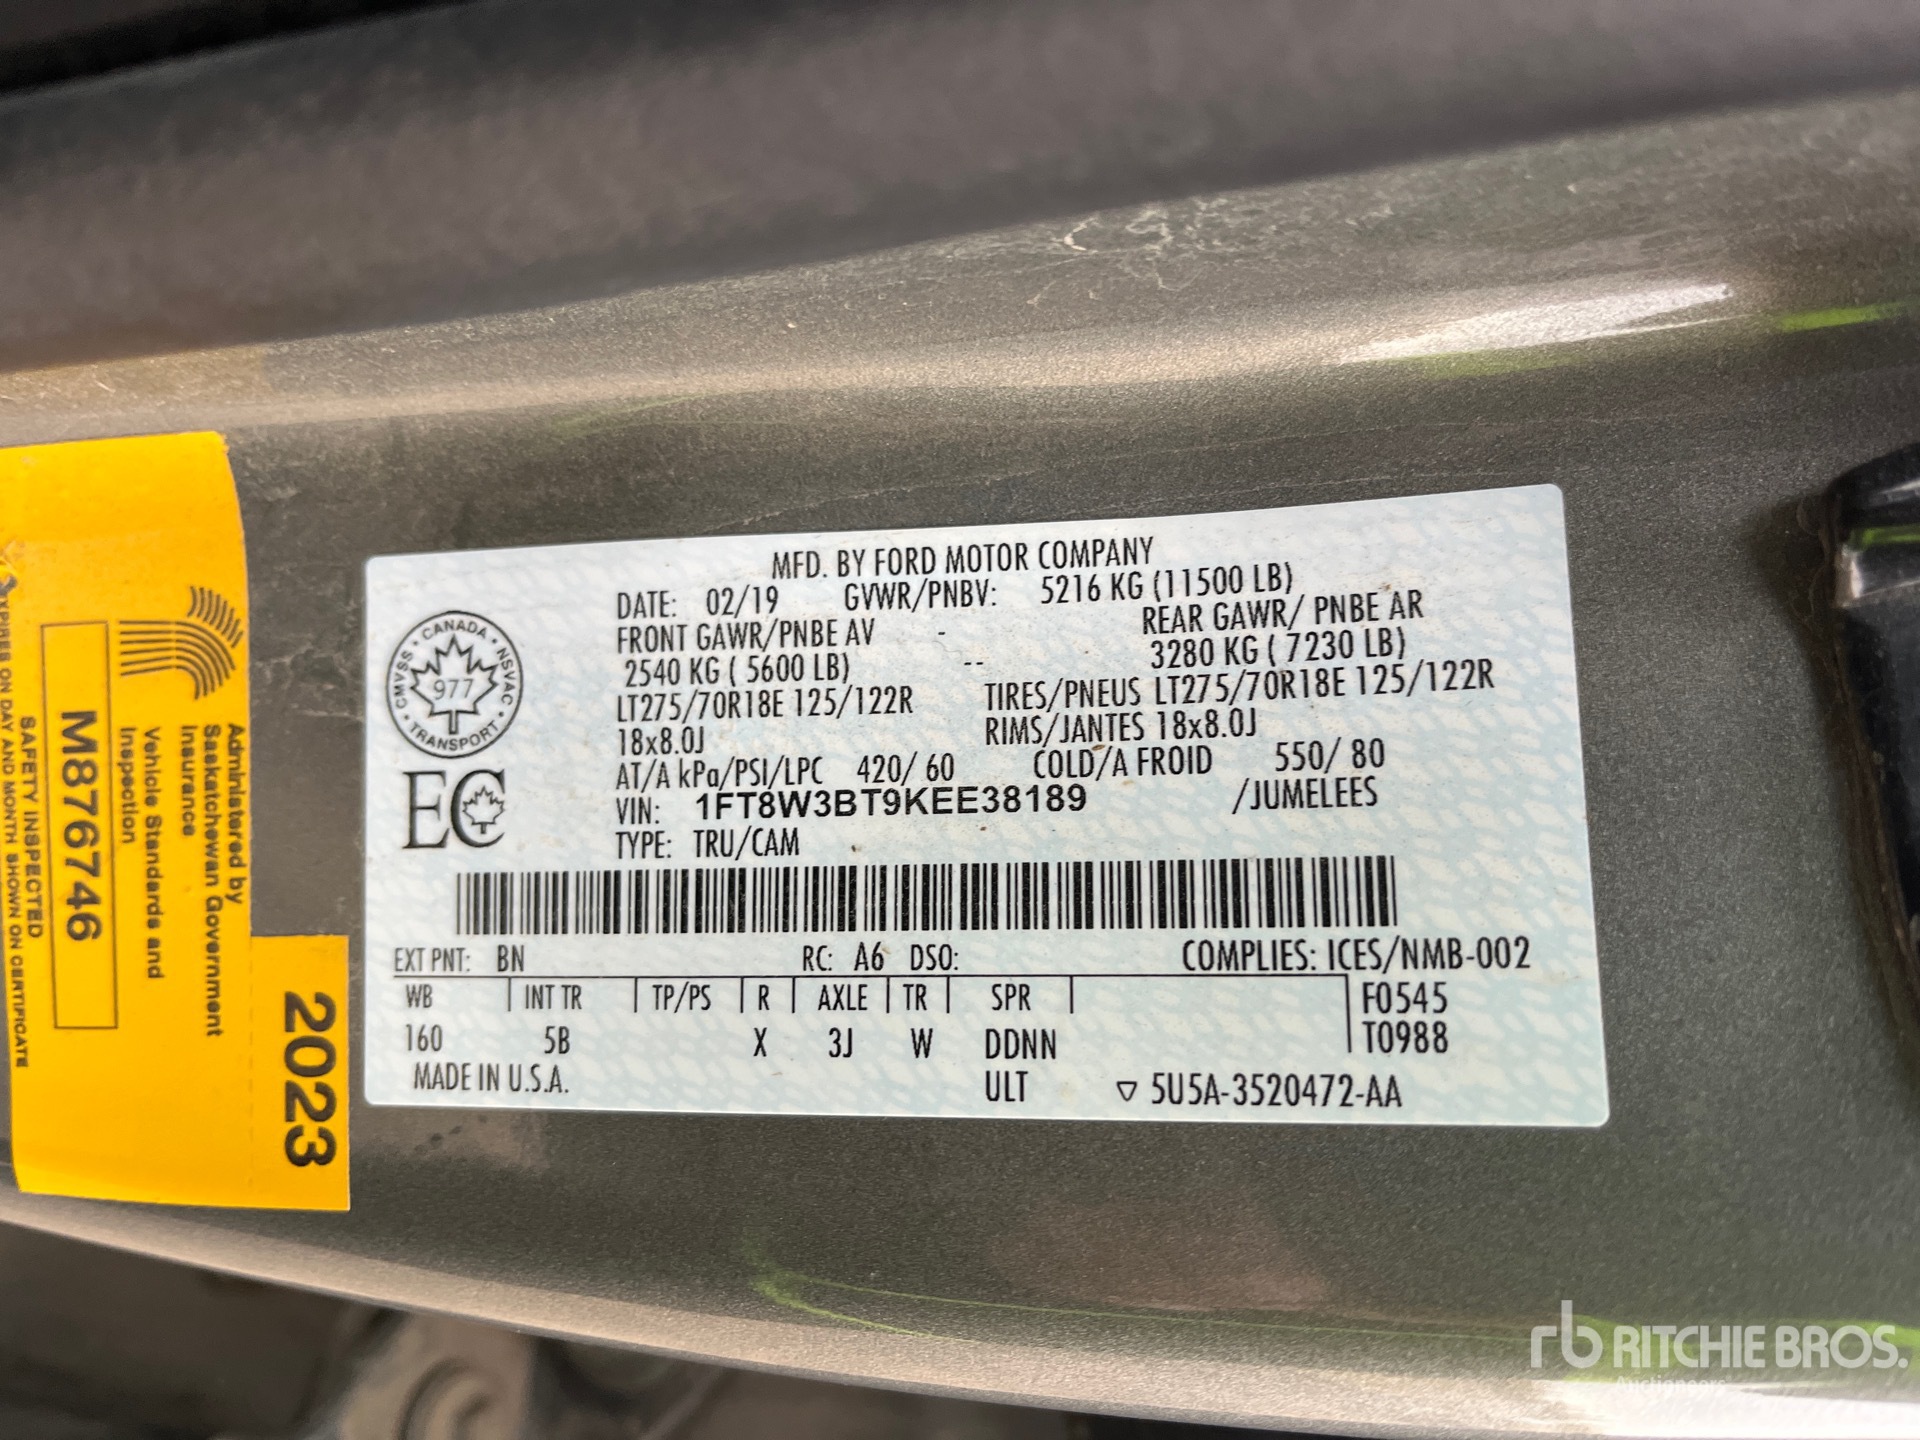 MFD. BY FORD MOTOR COMPANY
DATE: 02/19 GVWR/PNBV: 5216 KG (11500 LB)
FRONT GAWR/PNBE AV - REAR GAWR/ PNBE AR
2540 KG ( 5600 LB) -- 3280 KG ( 7230 LB)
LT275/70R18E 125/122R TIRES/PNEUS LT275/70R18E 125/122R
18x8.0J RIMS/JANTES 18x8.0J
AT/A kPa/PSI/LPC 420/ 60 COLD/A FROID 550/ 80
VIN: 1FT8W3BT9KEE38189 /JUMELEES
TYPE: TRU/CAM
CANADA
CMVSS
NSVAC
977
TRANSPORT
EC
EXT PNT: BN RC: A6 DSO: COMPLIES: ICES/NMB-002
WB INT TR TP/PS R AXLE TR SPR F0545
160 5B X 3J W DDNN T0988
MADE IN U.S.A. ULT ▽ 5U5A-3520472-AA
Administered by
Saskatchewan Government
Insurance
Vehicle Standards and
Inspection
M876746
SAFETY INSPECTED
EXPIRES ON DAY AND MONTH SHOWN ON CERTIFICATE
2023
rb RITCHIE BROS.
Auctioneers